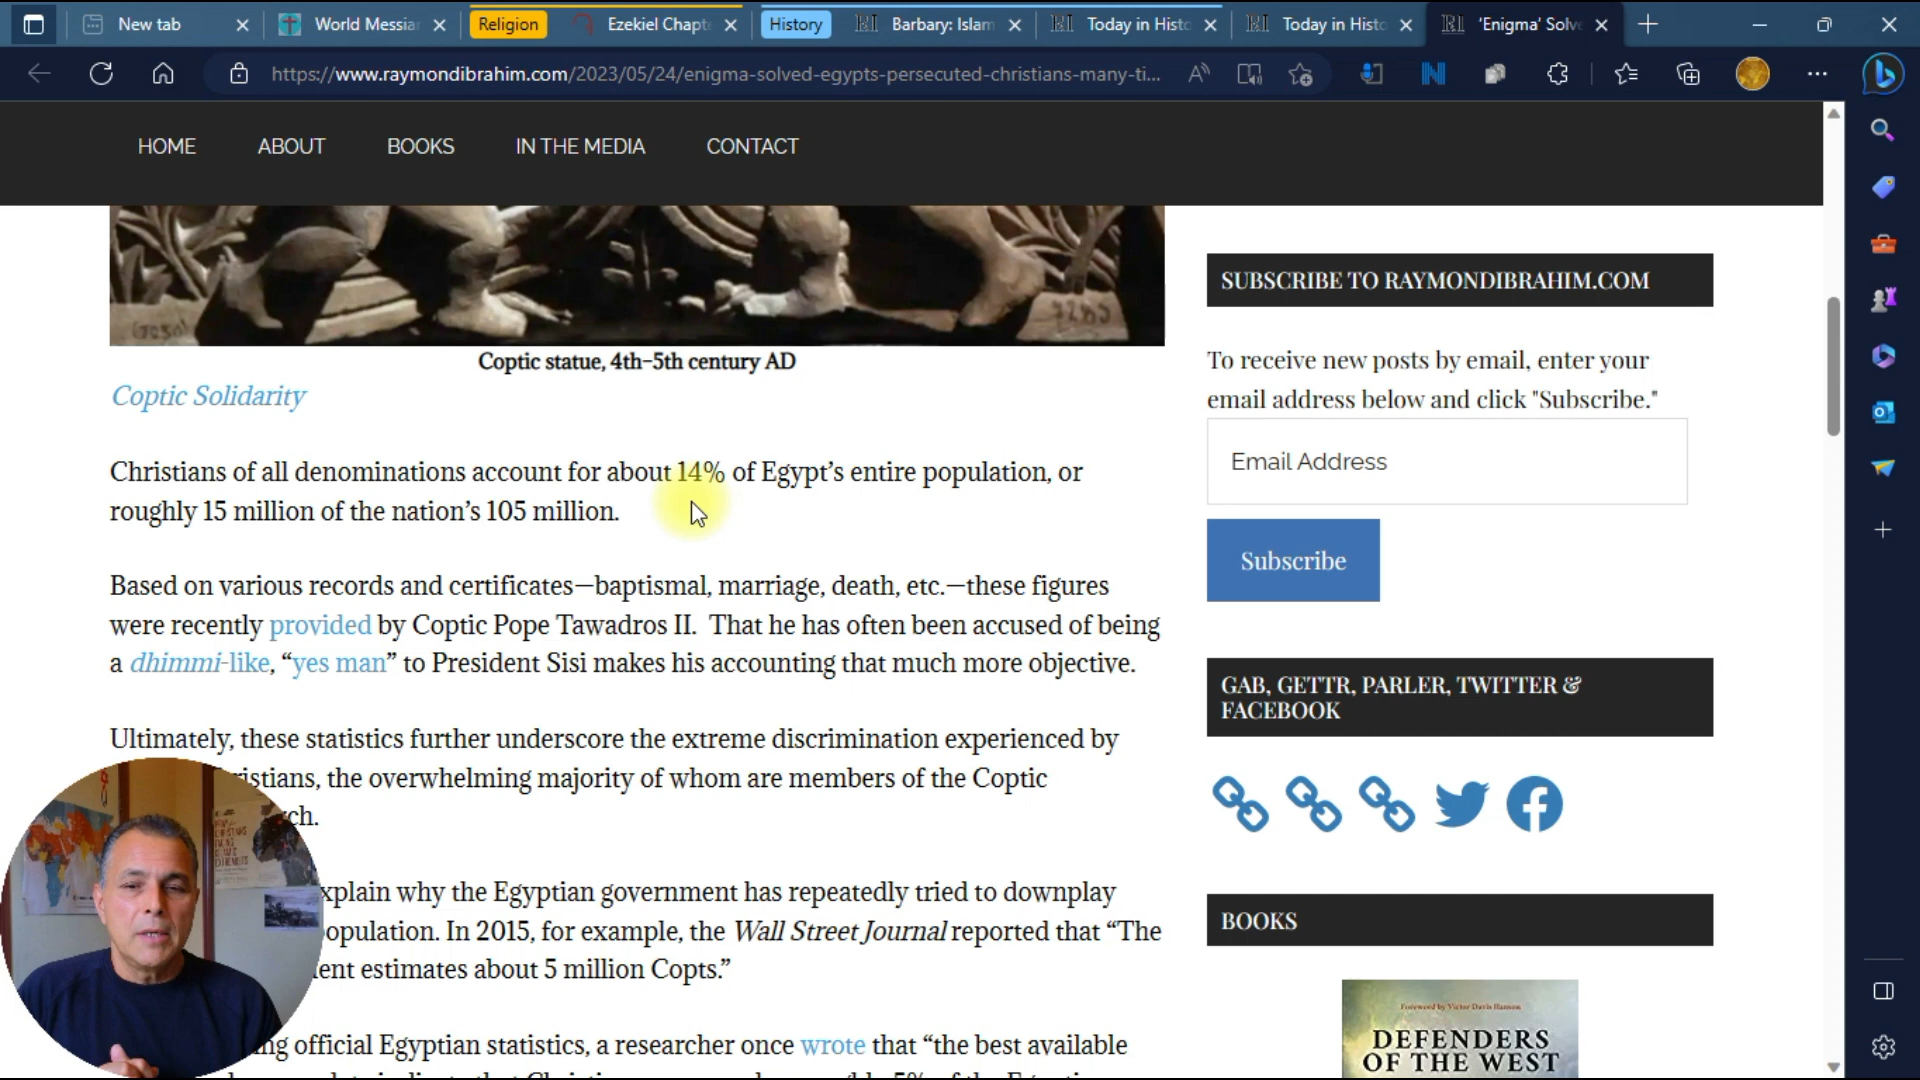 New tab
World Messia
Religion
Ezekiel Chapt
History
Barbary: Islam
Today in Histo
Today in Histo
'Enigma' Solv
https://www.raymondibrahim.com/2023/05/24/enigma-solved-egypts-persecuted-christians-many-ti...
HOME
ABOUT
BOOKS
IN THE MEDIA
CONTACT
Coptic statue, 4th–5th century AD
Coptic Solidarity
Christians of all denominations account for about 14% of Egypt's entire population, or
roughly 15 million of the nation's 105 million.
Based on various records and certificates—baptismal, marriage, death, etc.—these figures
were recently provided by Coptic Pope Tawadros II. That he has often been accused of being
a dhimmi-like, “yes man” to President Sisi makes his accounting that much more objective.
Ultimately, these statistics further underscore the extreme discrimination experienced by
ristians, the overwhelming majority of whom are members of the Coptic
ch.
xplain why the Egyptian government has repeatedly tried to downplay
opulation. In 2015, for example, the Wall Street Journal reported that “The
ent estimates about 5 million Copts.”
ng official Egyptian statistics, a researcher once wrote that “the best available
SUBSCRIBE TO RAYMONDIBRAHIM.COM
To receive new posts by email, enter your
email address below and click "Subscribe."
Email Address
Subscribe
GAB, GETTR, PARLER, TWITTER &
FACEBOOK
BOOKS
Foreword by Victor Davis Hanson
DEFENDERS
OF THE WEST